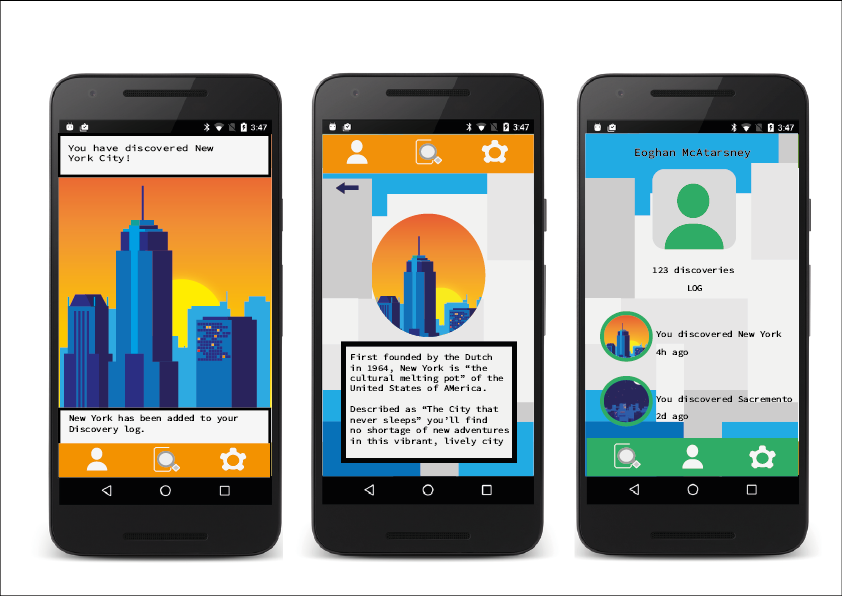 3:47
You have discovered New
York City!
New York has been added to your
Discovery log.
3:47
First founded by the Dutch
in 1964, New York is “the
cultural melting pot” of the
United States of AMerica.
Described as “The City that
never sleeps” you’ll find
no shortage of new adventures
in this vibrant, lively city
3:47
Eoghan McAtarsney
123 discoveries
LOG
You discovered New York
4h ago
You discovered Sacremento
2d ago